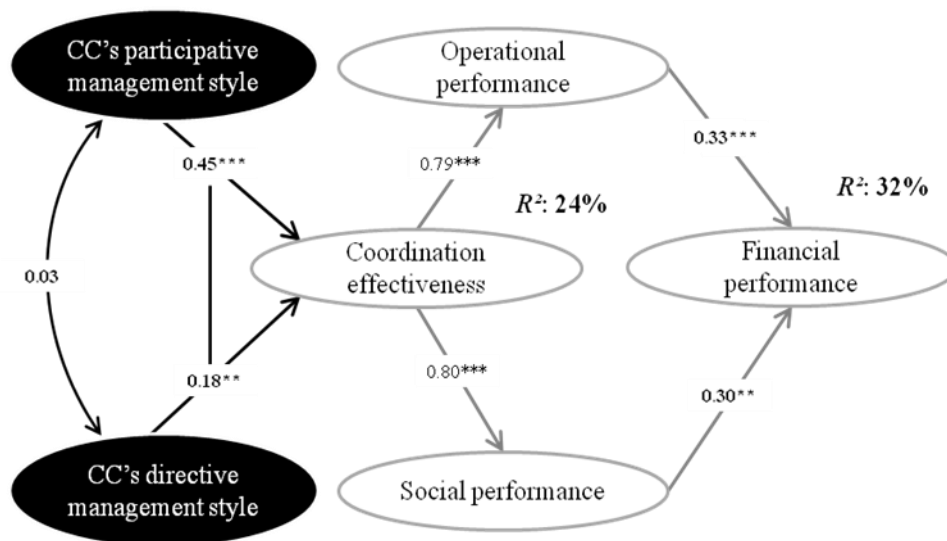 CC's participative
management style
Operational
performance
0.45***
0.79***
0.33***
R²: 24%
R²: 32%
0.03
Coordination
effectiveness
Financial
performance
0.18**
0.80***
0.30**
CC's directive
management style
Social performance